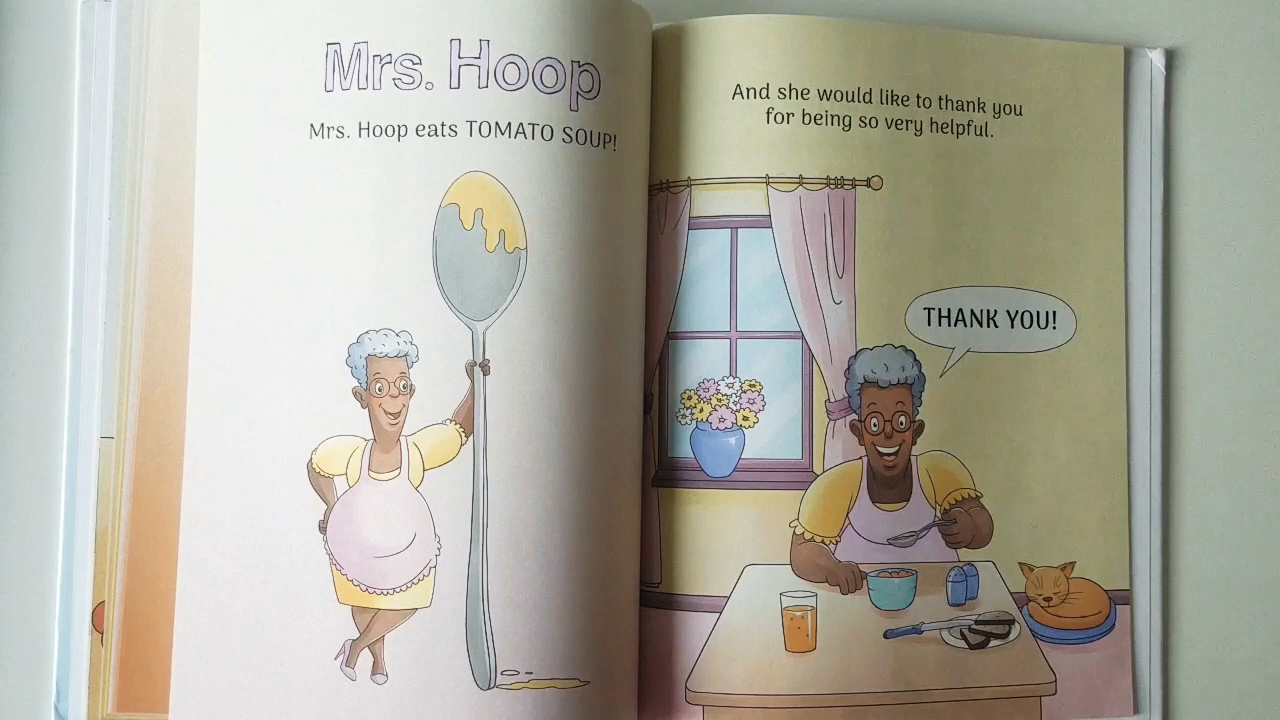 Mrs. Hoop
Mrs. Hoop eats TOMATO SOUP!
And she would like to thank you
for being so very helpful.
THANK YOU!